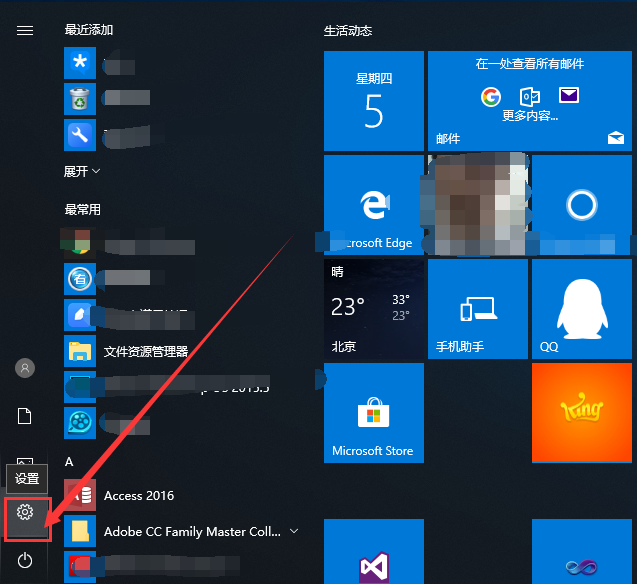 最近添加
展开
最常用
文件资源管理器
A
设置
Access 2016
Adobe CC Family Master Coll...
生活动态
星期四
5
在一处查看所有邮件
更多内容...
邮件
crosoft Edge
晴
23°
33°
23°
北京
手机助手
QQ
Microsoft Store
King